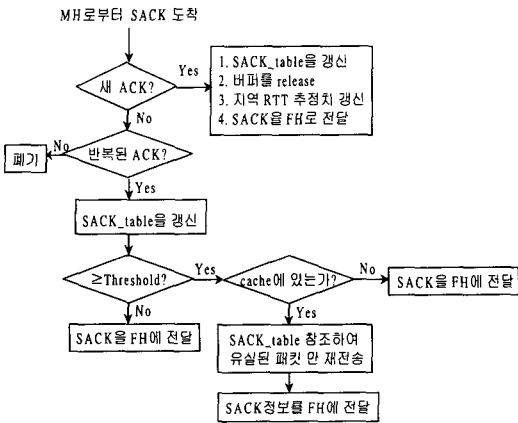 MH로부터 SACK 도착
새 ACK?
Yes
1. SACK_table을 갱신
2. 버퍼를 release
3. 지역 RTT 추정치 갱신
4. SACK을 FH로 전달
No
반복된 ACK?
No
폐기
Yes
SACK_table을 갱신
≥Threshold?
Yes
cache에 있는가?
No
SACK을 FH에 전달
No
SACK을 FH에 전달
Yes
SACK_table 참조하여
유실된 패킷 만 재전송
SACK정보를 FH에 전달